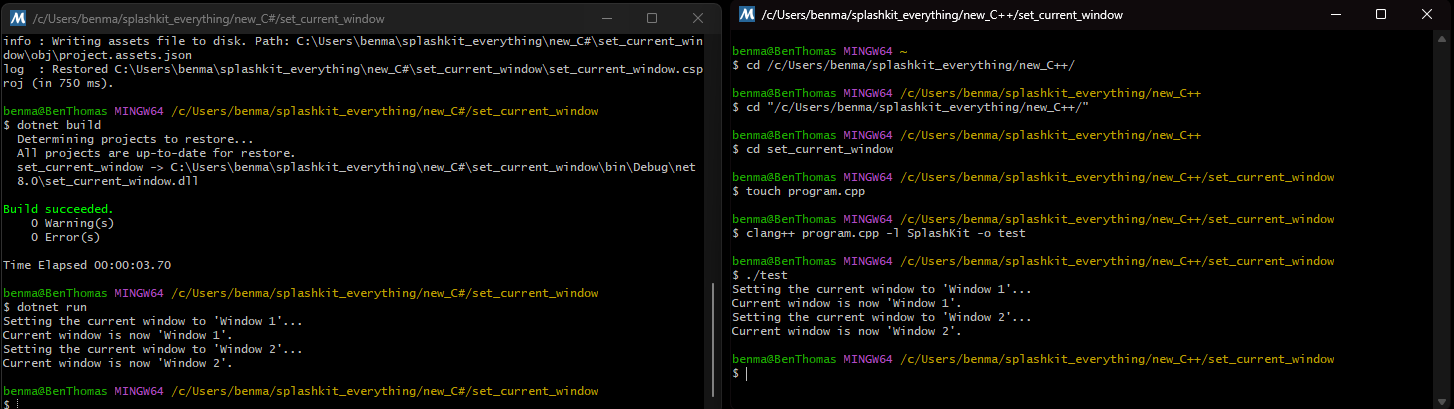 /c/Users/benma/splashkit_everything/new_C#/set_current_window
info : Writing assets file to disk. Path: C:\Users\benma\splashkit_everything\new_C#\set_current_win
dow\obj\project.assets.json
log  : Restored C:\Users\benma\splashkit_everything\new_C#\set_current_window\set_current_window.csp
roj (in 750 ms).
benma@BenThomas MINGW64 /c/Users/benma/splashkit_everything/new_C#/set_current_window
$ dotnet build
  Determining projects to restore...
  All projects are up-to-date for restore.
  set_current_window -> C:\Users\benma\splashkit_everything\new_C#\set_current_window\bin\Debug\net
  8.0\set_current_window.dll
Build succeeded.
    0 Warning(s)
    0 Error(s)
Time Elapsed 00:00:03.70
benma@BenThomas MINGW64 /c/Users/benma/splashkit_everything/new_C#/set_current_window
$ dotnet run
Setting the current window to 'Window 1'...
Current window is now 'Window 1'.
Setting the current window to 'Window 2'...
Current window is now 'Window 2'.
benma@BenThomas MINGW64 /c/Users/benma/splashkit_everything/new_C#/set_current_window
$
/c/Users/benma/splashkit_everything/new_C++/set_current_window
benma@BenThomas MINGW64 ~
$ cd /c/Users/benma/splashkit_everything/new_C++/
benma@BenThomas MINGW64 /c/Users/benma/splashkit_everything/new_C++
$ cd "/c/Users/benma/splashkit_everything/new_C++/"
benma@BenThomas MINGW64 /c/Users/benma/splashkit_everything/new_C++
$ cd set_current_window
benma@BenThomas MINGW64 /c/Users/benma/splashkit_everything/new_C++/set_current_window
$ touch program.cpp
benma@BenThomas MINGW64 /c/Users/benma/splashkit_everything/new_C++/set_current_window
$ clang++ program.cpp -l SplashKit -o test
benma@BenThomas MINGW64 /c/Users/benma/splashkit_everything/new_C++/set_current_window
$ ./test
Setting the current window to 'Window 1'...
Current window is now 'Window 1'.
Setting the current window to 'Window 2'...
Current window is now 'Window 2'.
benma@BenThomas MINGW64 /c/Users/benma/splashkit_everything/new_C++/set_current_window
$